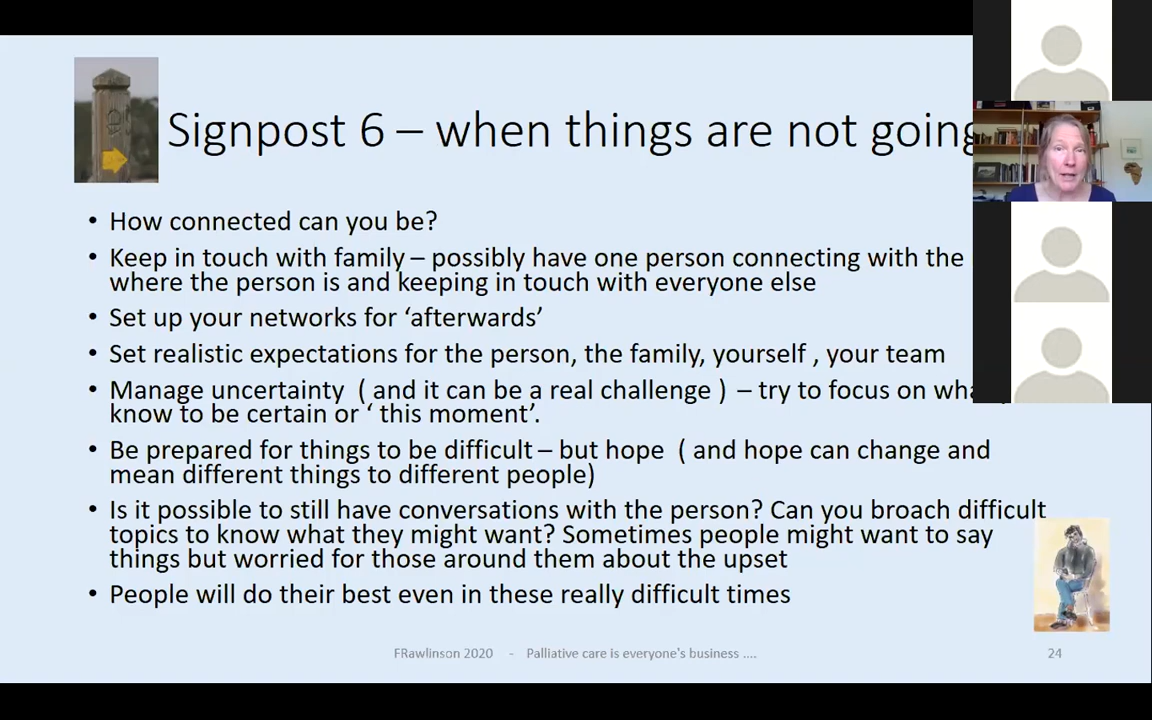 Signpost 6 – when things are not going
• How connected can you be?
• Keep in touch with family – possibly have one person connecting with the
where the person is and keeping in touch with everyone else
• Set up your networks for ‘afterwards’
• Set realistic expectations for the person, the family, yourself , your team
• Manage uncertainty ( and it can be a real challenge ) – try to focus on
know to be certain or ‘ this moment’.
• Be prepared for things to be difficult – but hope ( and hope can change and
mean different things to different people)
• Is it possible to still have conversations with the person? Can you broach difficult
topics to know what they might want? Sometimes people might want to say
things but worried for those around them about the upset
• People will do their best even in these really difficult times
FRawlinson 2020 - Palliative care is everyone's business ....
24